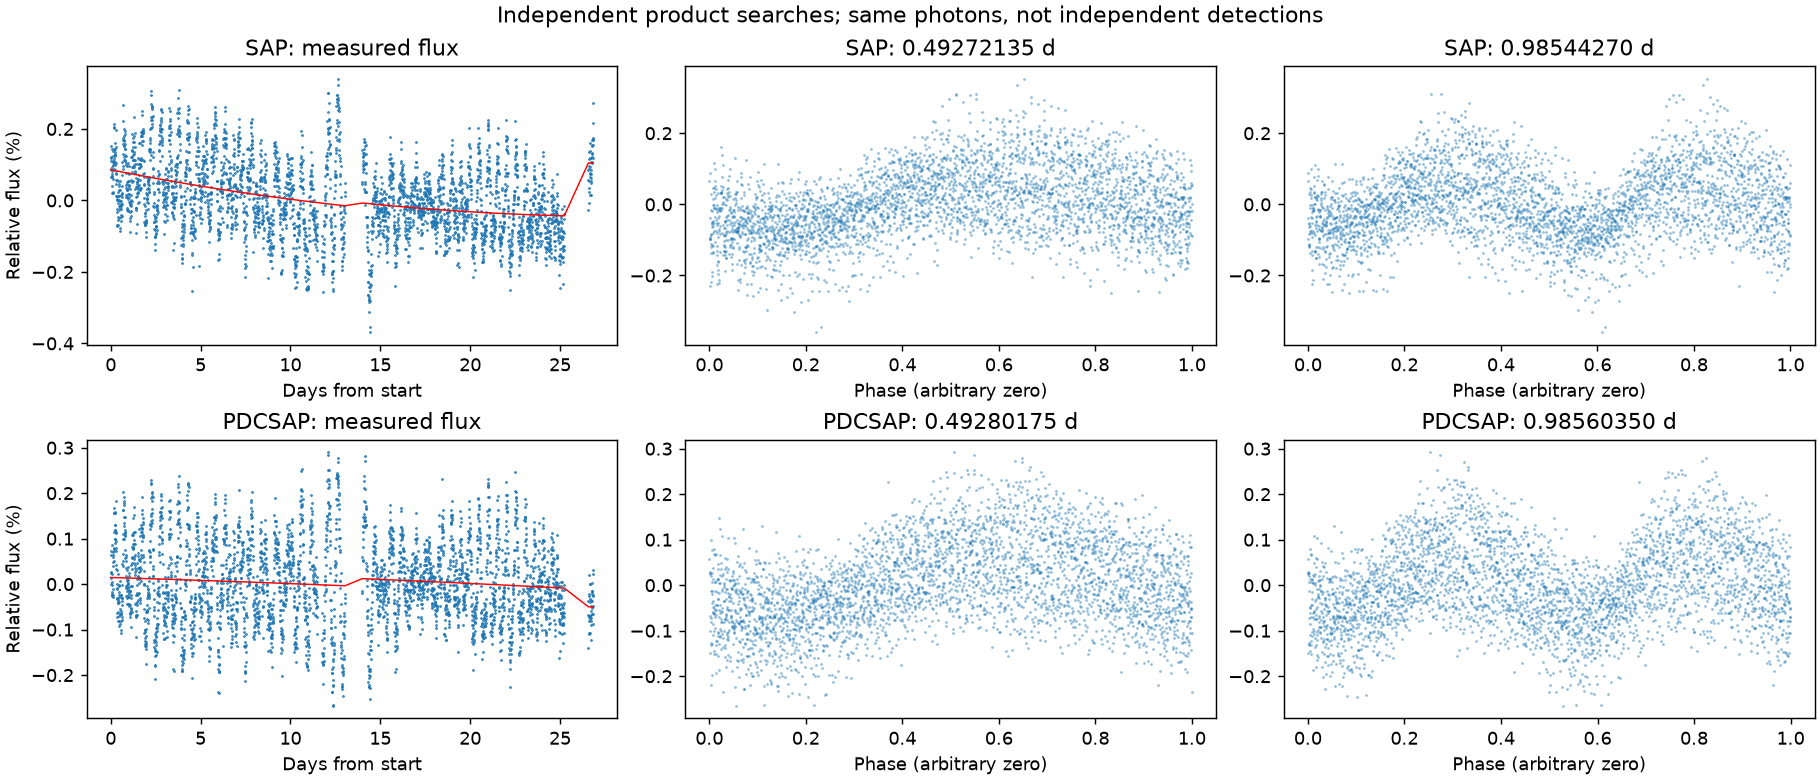 Independent product searches; same photons, not independent detections
SAP: measured flux
SAP: 0.49272135 d
SAP: 0.98544270 d
Relative flux (%)
0.2
0.0
−0.2
−0.4
0.2
0.0
−0.2
0.2
0.0
−0.2
0 5 10 15 20 25
0.0 0.2 0.4 0.6 0.8 1.0
0.0 0.2 0.4 0.6 0.8 1.0
Days from start
Phase (arbitrary zero)
Phase (arbitrary zero)
PDCSAP: measured flux
PDCSAP: 0.49280175 d
PDCSAP: 0.98560350 d
Relative flux (%)
0.3
0.2
0.1
0.0
−0.1
−0.2
0.3
0.2
0.1
0.0
−0.1
−0.2
0.3
0.2
0.1
0.0
−0.1
−0.2
0 5 10 15 20 25
0.0 0.2 0.4 0.6 0.8 1.0
0.0 0.2 0.4 0.6 0.8 1.0
Days from start
Phase (arbitrary zero)
Phase (arbitrary zero)